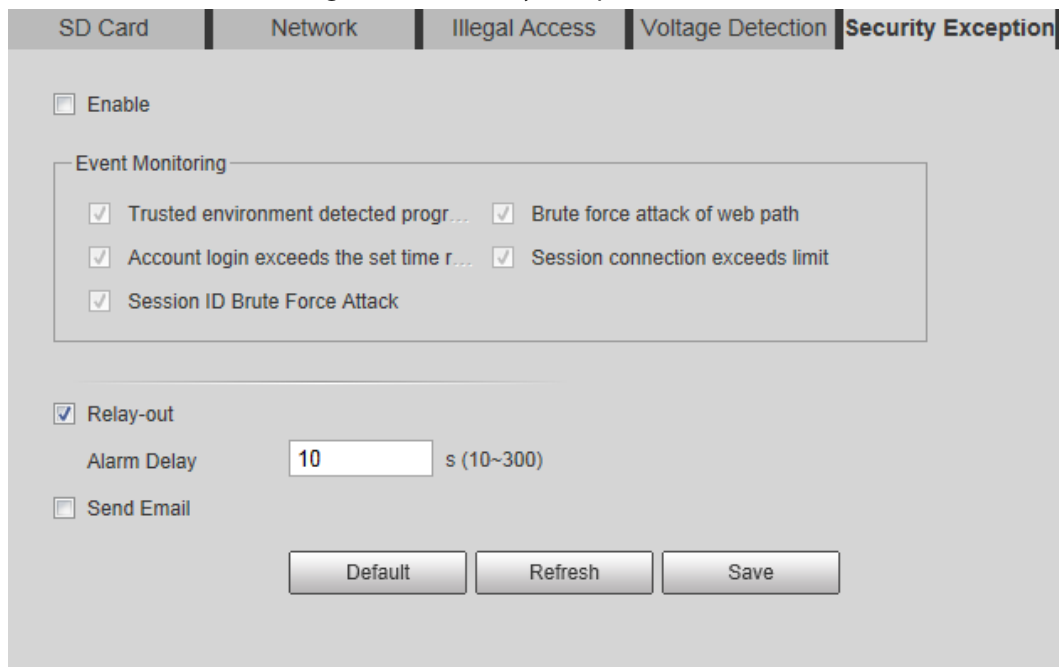 SD Card Network Illegal Access Voltage Detection Security Exception
Enable
Event Monitoring
Trusted environment detected progr... Brute force attack of web path
Account login exceeds the set time r... Session connection exceeds limit
Session ID Brute Force Attack
Relay-out
Alarm Delay 10 s (10~300)
Send Email
Default Refresh Save